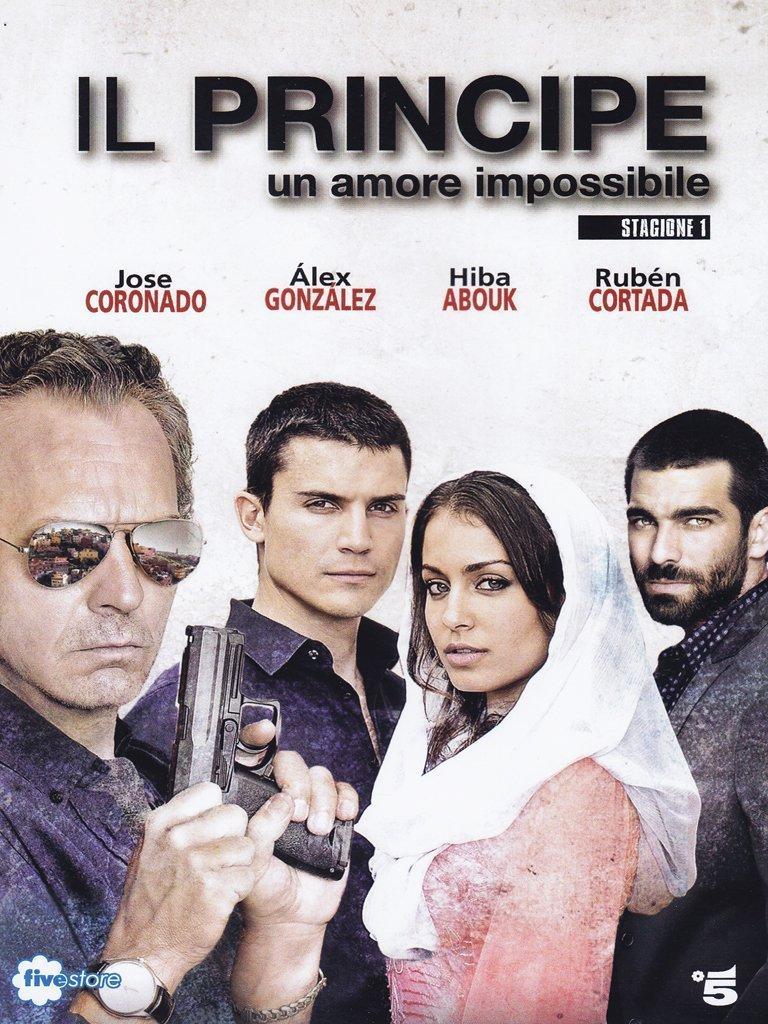 IL PRINCIPE
un amore impossibile
STAGIONE 1
Jose CORONADO
Álex GONZÁLEZ
Hiba ABOUK
Rubén CORTADA
fivestore
5